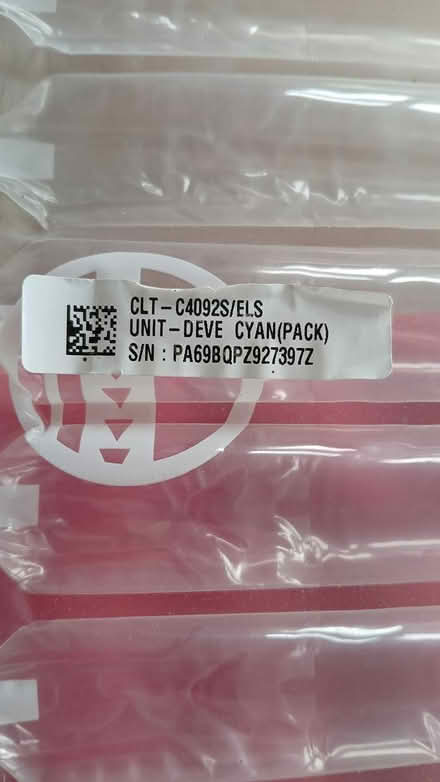 CLT-C4092S/ELS
UNIT-DEVE CYAN(PACK)
S/N : PA69BQPZ927397Z